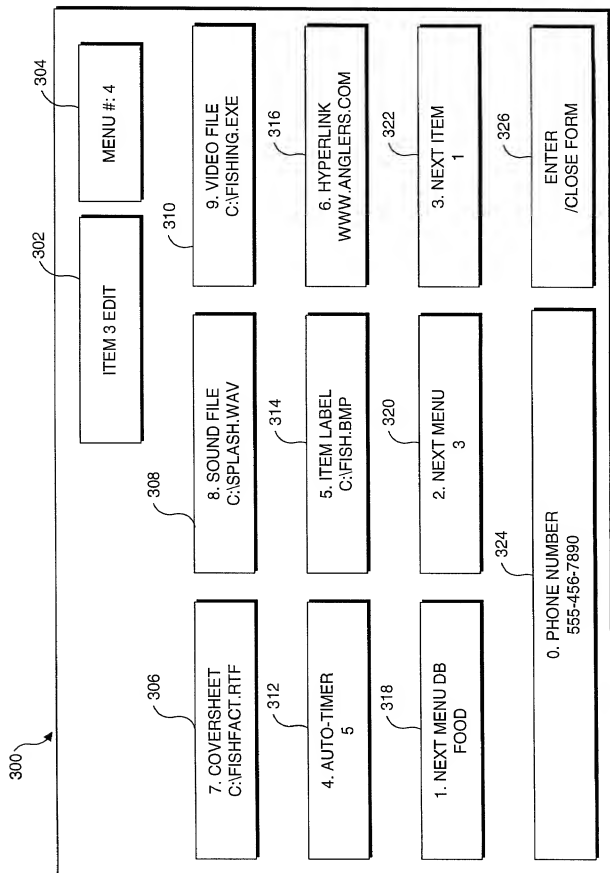 300
302
304
ITEM 3 EDIT
MENU #: 4
306
308
310
7. COVERSHEET
C:\FISHFACT.RTF
8. SOUND FILE
C:\SPLASH.WAV
9. VIDEO FILE
C:\FISHING.EXE
312
314
316
4. AUTO-TIMER
5
5. ITEM LABEL
C:\FISH.BMP
6. HYPERLINK
WWW.ANGLERS.COM
318
320
322
1. NEXT MENU DB
FOOD
2. NEXT MENU
3
3. NEXT ITEM
1
324
326
0. PHONE NUMBER
555-456-7890
ENTER
/CLOSE FORM